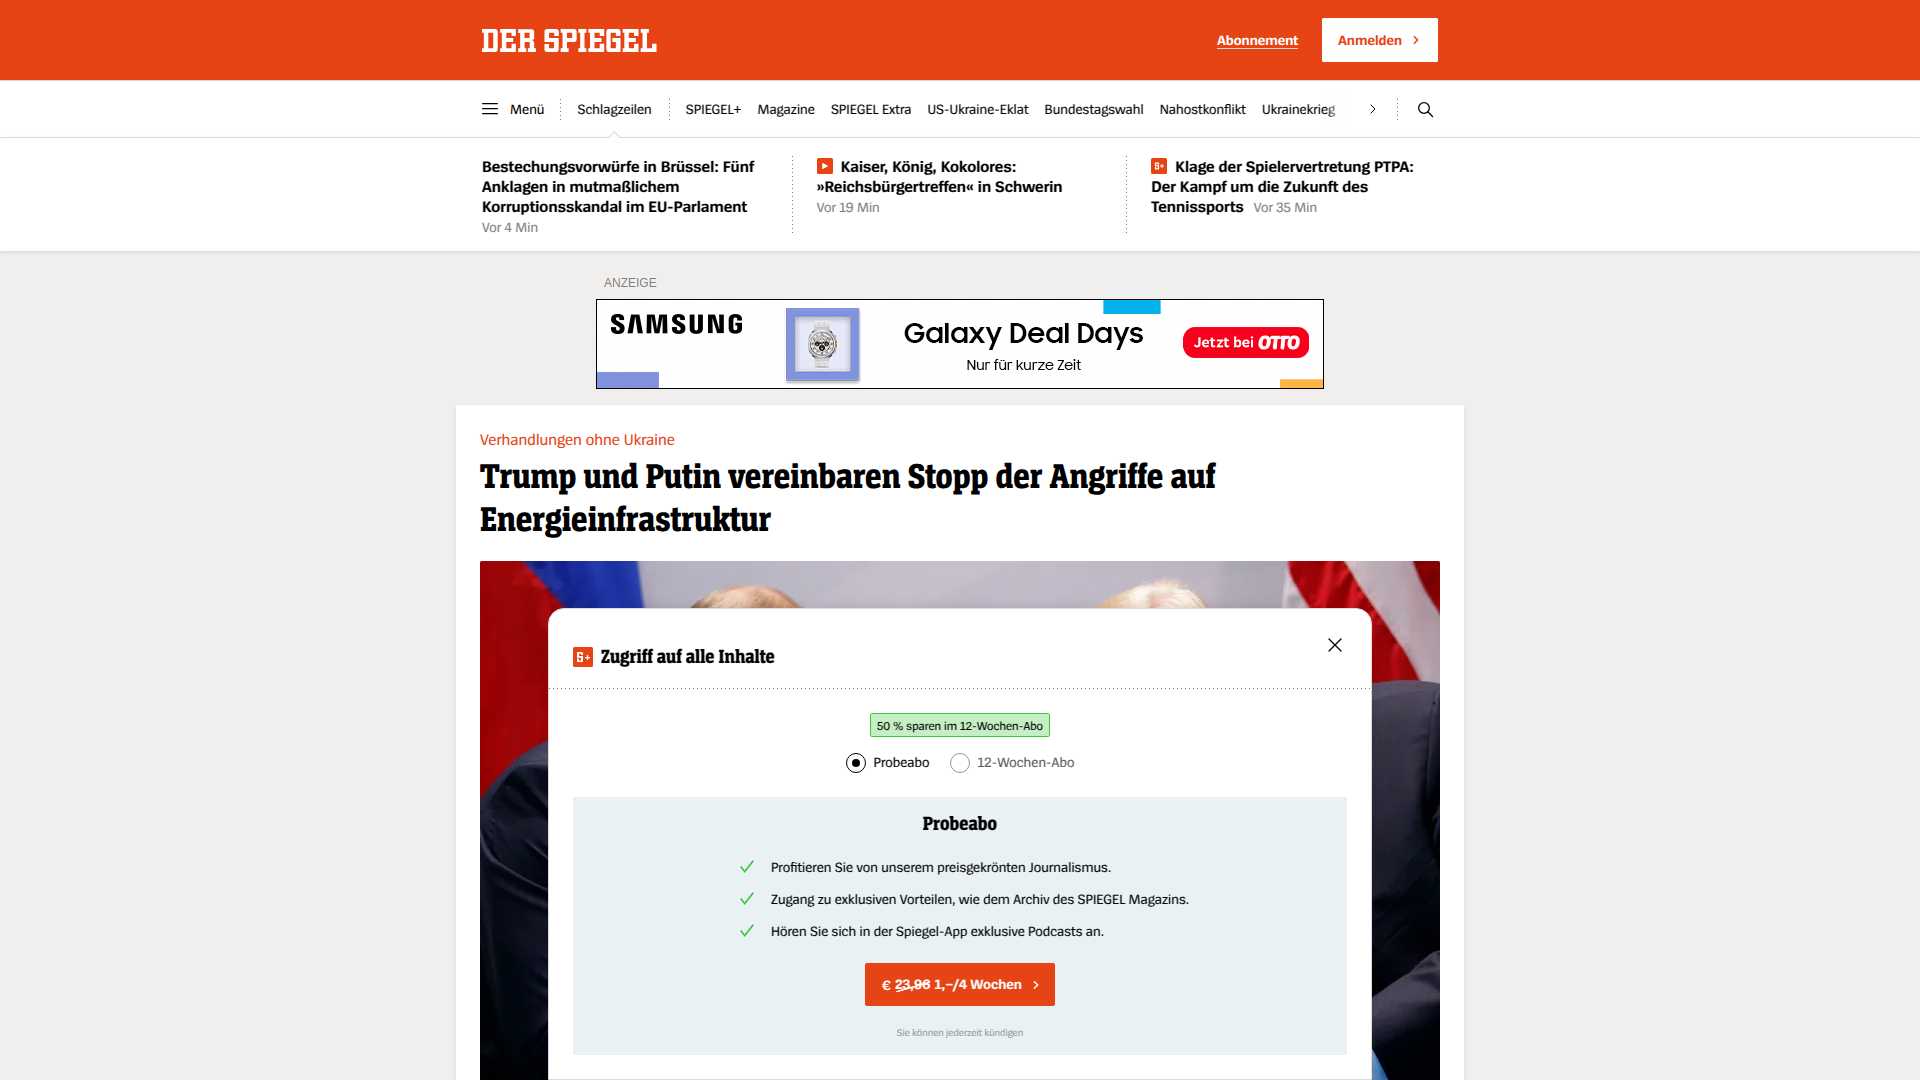 DER SPIEGEL
Abonnement
Anmelden
Menü
Schlagzeilen
SPIEGEL+
Magazine
SPIEGEL Extra
US-Ukraine-Eklat
Bundestagswahl
Nahostkonflikt
Ukrainekrieg
Bestechungsvorwürfe in Brüssel: Fünf
Anklagen in mutmaßlichem
Korruptionsskandal im EU-Parlament
Vor 4 Min
Kaiser, König, Kokolores:
»Reichsbürgertreffen« in Schwerin
Vor 19 Min
S+ Klage der Spielervertretung PTPA:
Der Kampf um die Zukunft des
Tennissports Vor 35 Min
ANZEIGE
SAMSUNG
Galaxy Deal Days
Nur für kurze Zeit
Jetzt bei OTTO
Verhandlungen ohne Ukraine
Trump und Putin vereinbaren Stopp der Angriffe auf
Energieinfrastruktur
S+ Zugriff auf alle Inhalte
50 % sparen im 12-Wochen-Abo
Probeabo
12-Wochen-Abo
Probeabo
Profitieren Sie von unserem preisgekrönten Journalismus.
Zugang zu exklusiven Vorteilen, wie dem Archiv des SPIEGEL Magazins.
Hören Sie sich in der Spiegel-App exklusive Podcasts an.
€ 23,96 1,–/4 Wochen
Sie können jederzeit kündigen